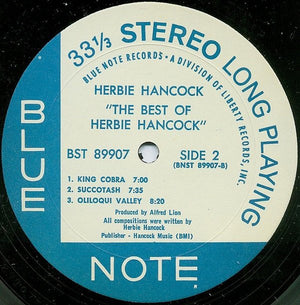 33⅓ STEREO LONG PLAYING
BLUE NOTE RECORDS • A DIVISION OF LIBERTY RECORDS, INC.
HERBIE HANCOCK
"THE BEST OF
HERBIE HANCOCK"
BST 89907
SIDE 2
(BNST 89907-B)
1. KING COBRA 7:00
2. SUCCOTASH 7:35
3. OLILOQUI VALLEY 8:20
Produced by Alfred Lion
All compositions were written by
Herbie Hancock
Publisher - Hancock Music (BMI)
BLUE
NOTE